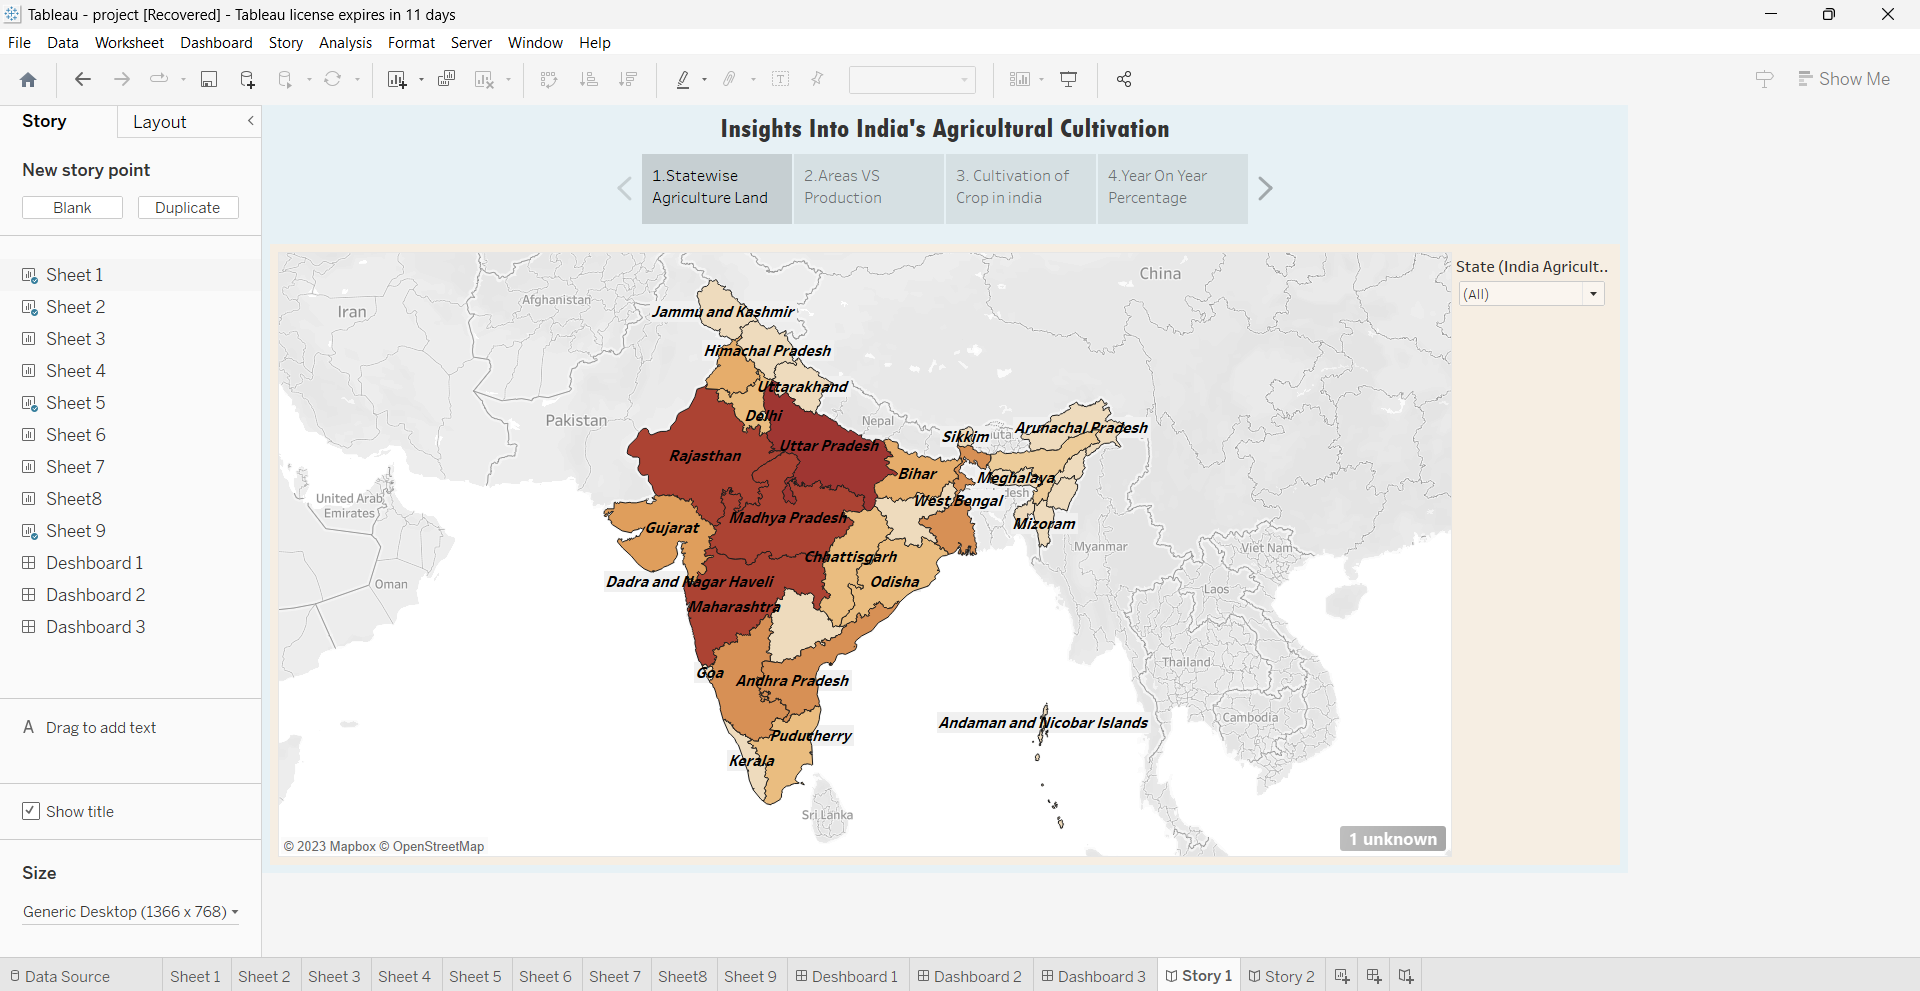 Tableau - project [Recovered] - Tableau license expires in 11 days
File Data Worksheet Dashboard Story Analysis Format Server Window Help
Show Me
Story
Layout
New story point
Blank
Duplicate
Sheet 1
Sheet 2
Sheet 3
Sheet 4
Sheet 5
Sheet 6
Sheet 7
Sheet8
Sheet 9
Deshboard 1
Dashboard 2
Dashboard 3
A Drag to add text
Show title
Size
Generic Desktop (1366 x 768)
Insights Into India's Agricultural Cultivation
1.Statewise
Agriculture Land
2.Areas VS
Production
3. Cultivation of
Crop in india
4.Year On Year
Percentage
State (India Agricult..
(All)
China
Iran
Afghanistan
Jammu and Kashmir
Himachal Pradesh
Uttarakhand
Pakistan
Delhi
Nepal
Sikkim
Arunachal Pradesh
Rajasthan
Uttar Pradesh
Bihar
Meghalaya
United Arab
Emirates
West Bengal
Gujarat
Madhya Pradesh
Mizoram
Myanmar
Viet Nam
Chhattisgarh
Oman
Dadra and Nagar Haveli
Odisha
Laos
Maharashtra
Thailand
Goa
Andhra Pradesh
Cambodia
Andaman and Nicobar Islands
Puducherry
Kerala
Sri Lanka
1 unknown
© 2023 Mapbox © OpenStreetMap
Data Source
Sheet 1
Sheet 2
Sheet 3
Sheet 4
Sheet 5
Sheet 6
Sheet 7
Sheet8
Sheet 9
Deshboard 1
Dashboard 2
Dashboard 3
Story 1
Story 2